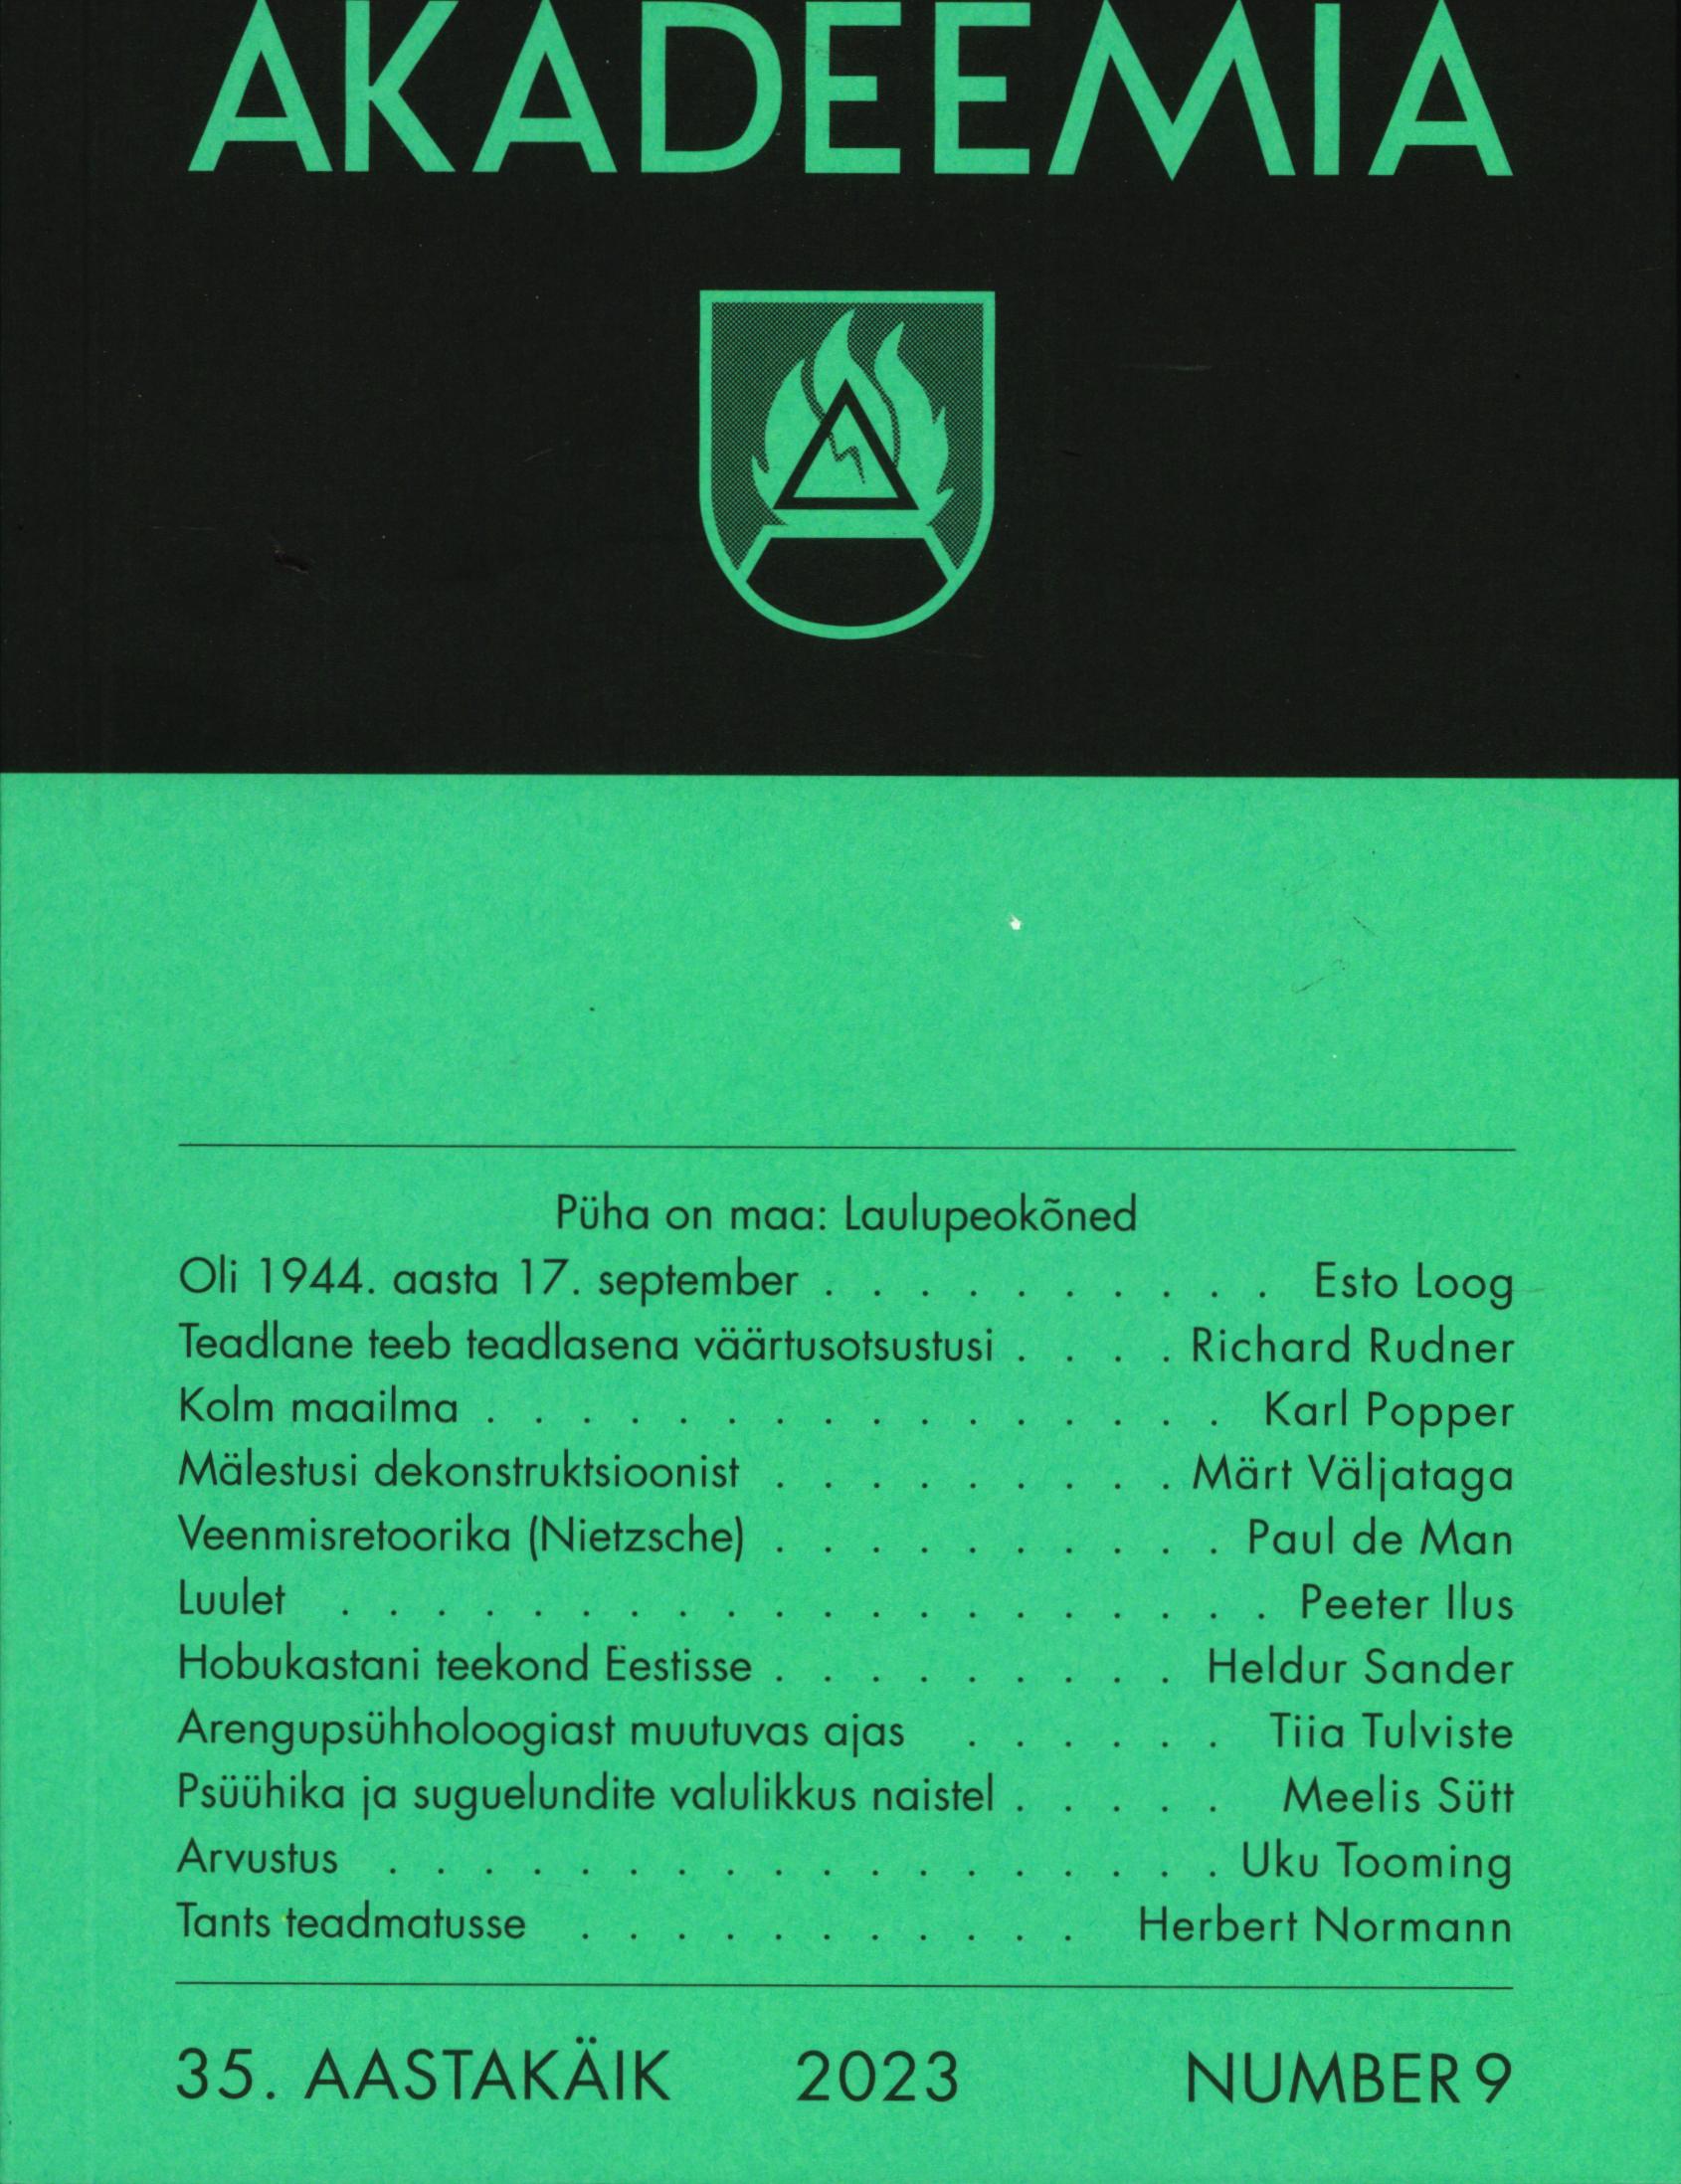 AKADEEMIA
Püha on maa: Laulupeokõned
Oli 1944. aasta 17. september . . . . . . . . . . Esto Loog
Teadlane teeb teadlasena väärtusotsustusi . . . . Richard Rudner
Kolm maailma . . . . . . . . . . . . . . . . Karl Popper
Mälestusi dekonstruktsioonist . . . . . . . . . Märt Väljataga
Veenmisretoorika (Nietzsche) . . . . . . . . . . Paul de Man
Luulet . . . . . . . . . . . . . . . . . . . . Peeter Ilus
Hobukastani teekond Eestisse . . . . . . . . . Heldur Sander
Arengupsühholoogiast muutuvas ajas . . . . . . Tiia Tulviste
Psüühika ja suguelundite valulikkus naistel . . . . . Meelis Sütt
Arvustus . . . . . . . . . . . . . . . . . . Uku Tooming
Tants teadmatusse . . . . . . . . . . . Herbert Normann
35. AASTAKÄIK 2023 NUMBER 9